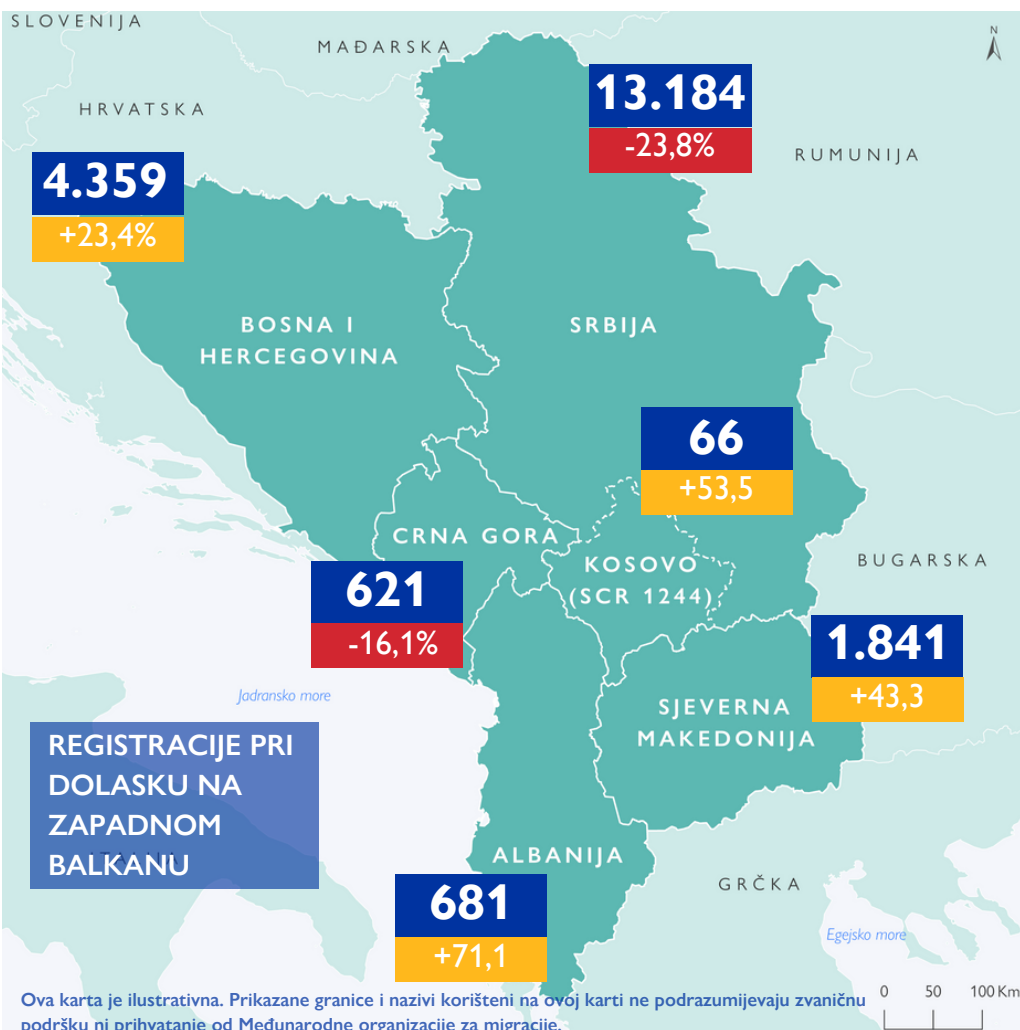 SLOVENIJA
MAĐARSKA
N
HRVATSKA
13.184
-23,8%
RUMUNIJA
4.359
+23,4%
BOSNA I
HERCEGOVINA
SRBIJA
66
+53,5
CRNA GORA
KOSOVO
(SCR 1244)
BUGARSKA
621
-16,1%
1.841
+43,3
Jadransko more
SJEVERNA
MAKEDONIJA
REGISTRACIJE PRI
DOLASKU NA
ZAPADNOM
BALKANU
ALBANIJA
GRČKA
681
+71,1
Egejsko more
Ova karta je ilustrativna. Prikazane granice i nazivi korišteni na ovoj karti ne podrazumijevaju zvaničnu
podršku ni prihvatanje od Međunarodne organizacije za migracije.
0 50 100 Km